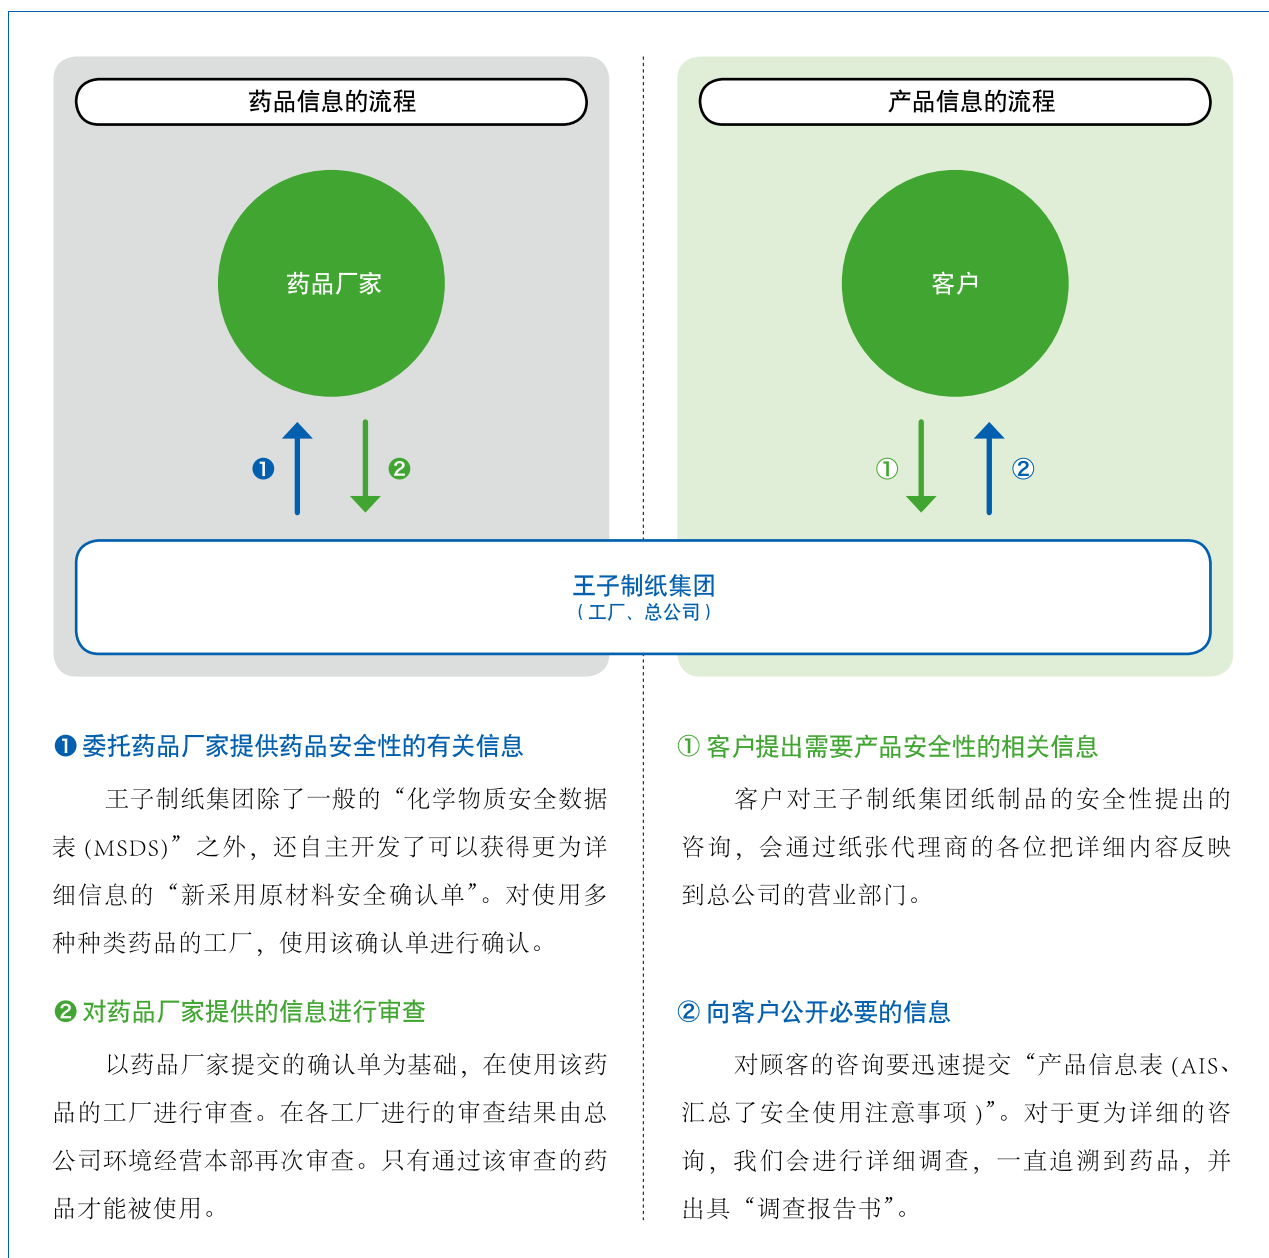 药品信息的流程
药品厂家
❶
❷
产品信息的流程
客户
①
②
王子制纸集团
（工厂、总公司）
❶ 委托药品厂家提供药品安全性的有关信息
王子制纸集团除了一般的“化学物质安全数据
表 (MSDS)”之外，还自主开发了可以获得更为详
细信息的“新采用原材料安全确认单”。对使用多
种种类药品的工厂，使用该确认单进行确认。
❷ 对药品厂家提供的信息进行审查
以药品厂家提交的确认单为基础，在使用该药
品的工厂进行审查。在各工厂进行的审查结果由总
公司环境经营本部再次审查。只有通过该审查的药
品才能被使用。
① 客户提出需要产品安全性的相关信息
客户对王子制纸集团纸制品的安全性提出的
咨询，会通过纸张代理商的各位把详细内容反映
到总公司的营业部门。
② 向客户公开必要的信息
对顾客的咨询要迅速提交“产品信息表 (AIS、
汇总了安全使用注意事项 )”。对于更为详细的咨
询，我们会进行详细调查，一直追溯到药品，并
出具“调查报告书”。